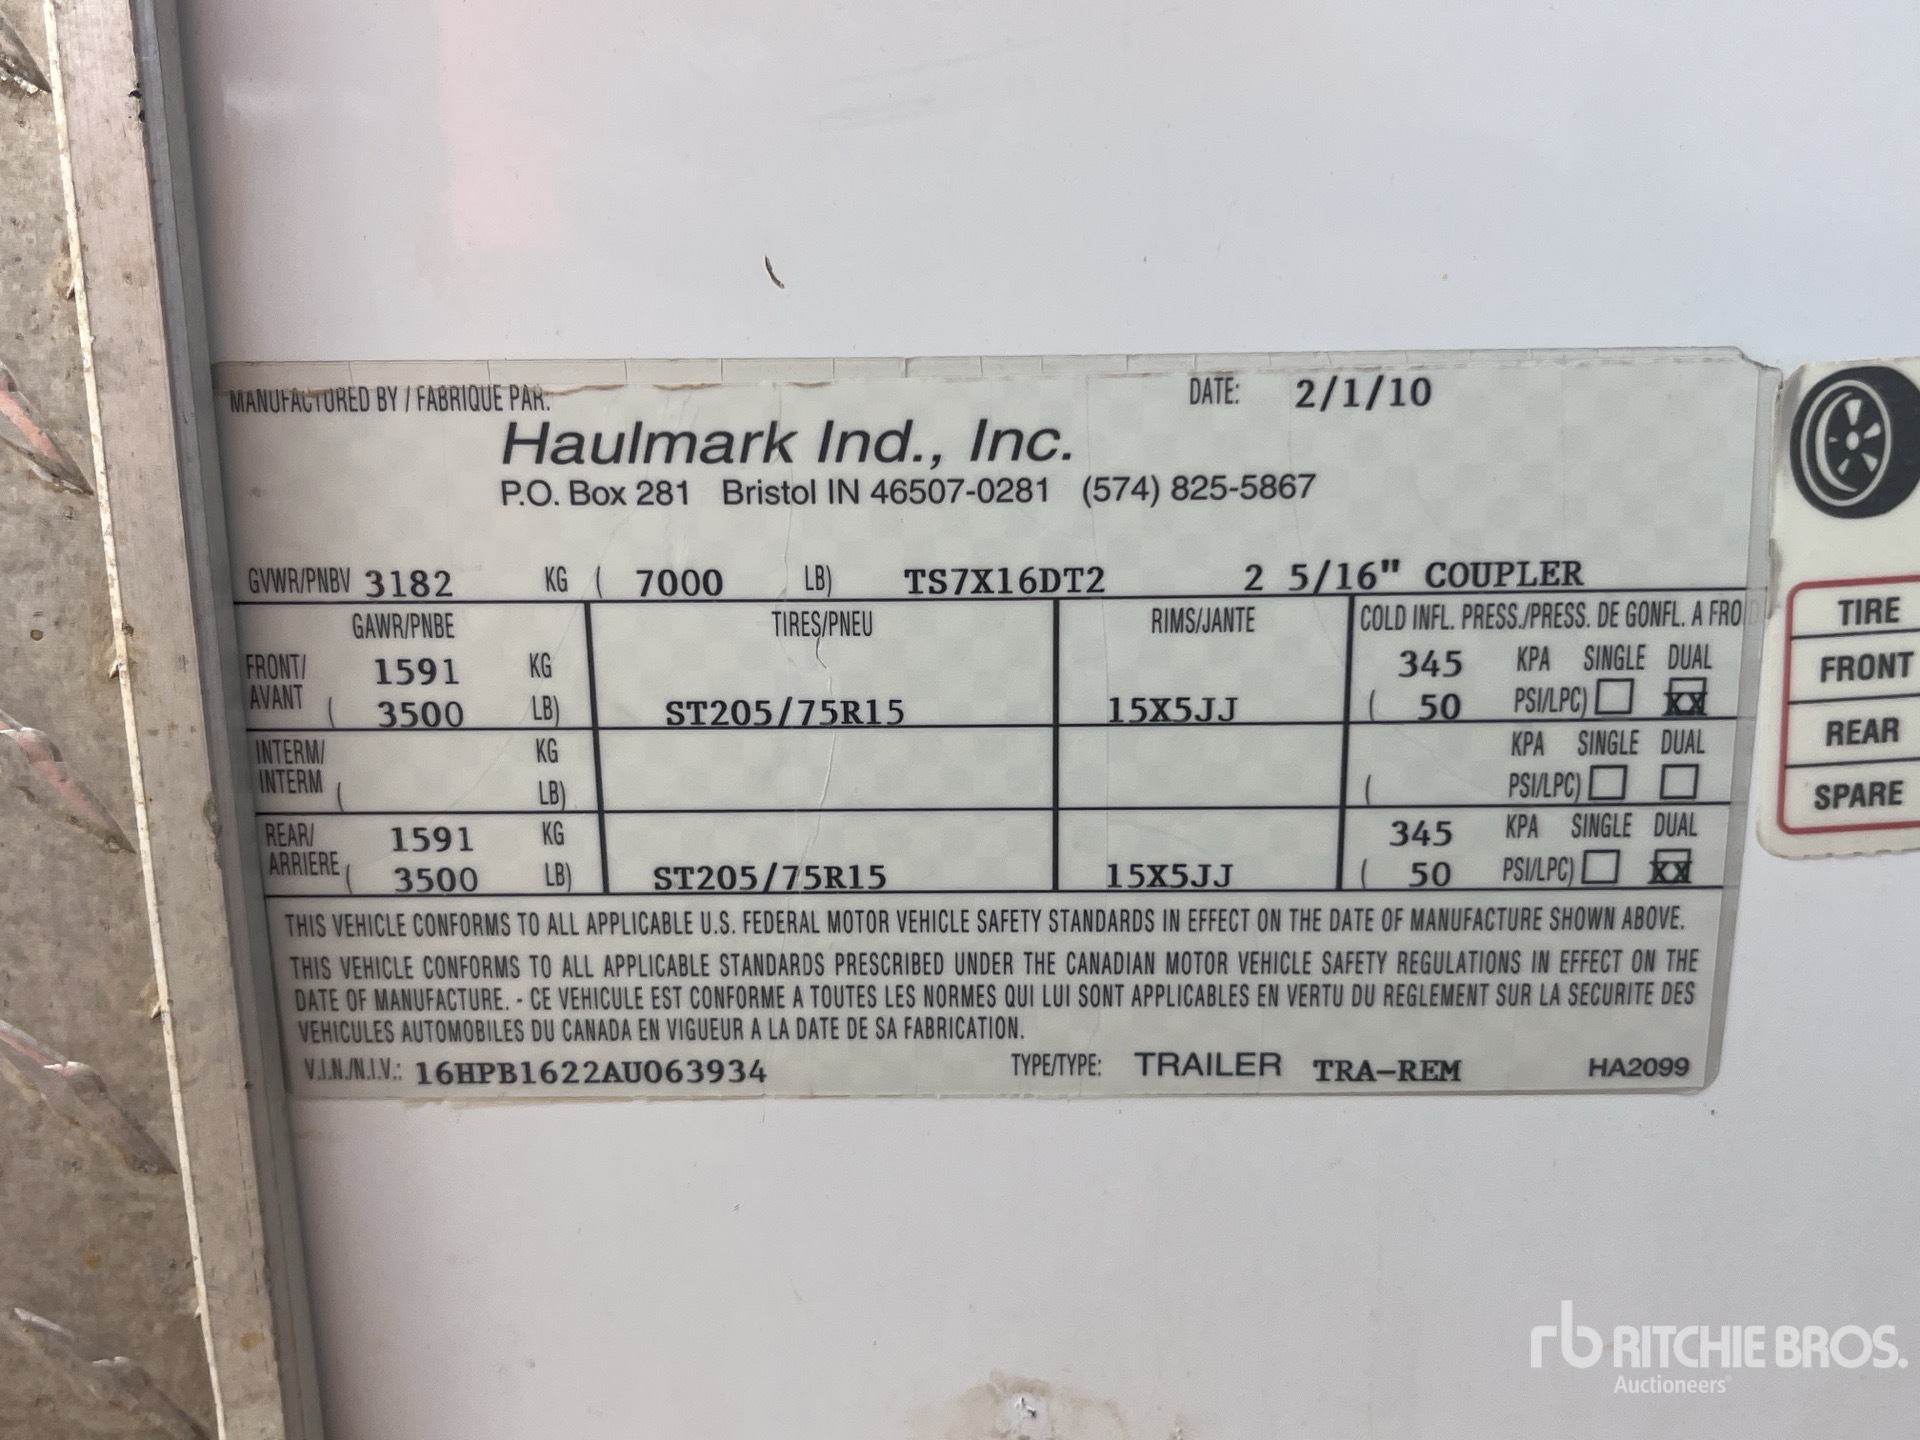 MANUFACTURED BY / FABRIQUE PAR: DATE: 2/1/10
Haulmark Ind., Inc.
P.O. Box 281 Bristol IN 46507-0281 (574) 825-5867
GVWR/PNBV 3182 KG ( 7000 LB) TS7X16DT2 2 5/16" COUPLER
GAWR/PNBE TIRES/PNEU RIMS/JANTE COLD INFL. PRESS./PRESS. DE GONFL. A FROID
FRONT/ 1591 KG 345 KPA SINGLE DUAL
AVANT ( 3500 LB) ST205/75R15 15X5JJ ( 50 PSI/LPC) XX
INTERM/ KG KPA SINGLE DUAL
INTERM ( LB) ( PSI/LPC)
REAR/ 1591 KG 345 KPA SINGLE DUAL
ARRIERE ( 3500 LB) ST205/75R15 15X5JJ ( 50 PSI/LPC) XX
THIS VEHICLE CONFORMS TO ALL APPLICABLE U.S. FEDERAL MOTOR VEHICLE SAFETY STANDARDS IN EFFECT ON THE DATE OF MANUFACTURE SHOWN ABOVE.
THIS VEHICLE CONFORMS TO ALL APPLICABLE STANDARDS PRESCRIBED UNDER THE CANADIAN MOTOR VEHICLE SAFETY REGULATIONS IN EFFECT ON THE
DATE OF MANUFACTURE. - CE VEHICULE EST CONFORME A TOUTES LES NORMES QUI LUI SONT APPLICABLES EN VERTU DU REGLEMENT SUR LA SECURITE DES
VEHICULES AUTOMOBILES DU CANADA EN VIGUEUR A LA DATE DE SA FABRICATION.
V.I.N./N.I.V.: 16HPB1622AU063934 TYPE/TYPE: TRAILER TRA-REM HA2099
TIRE
FRONT
REAR
SPARE
rb RITCHIE BROS.
Auctioneers